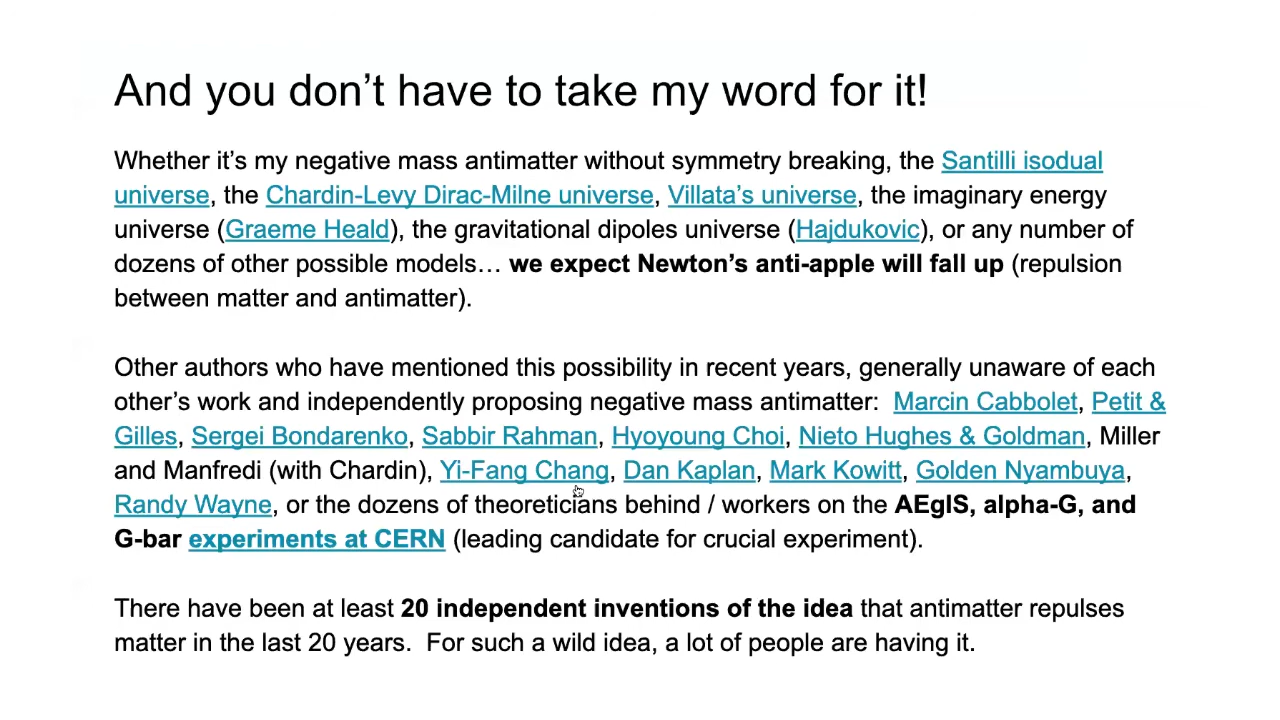 And you don’t have to take my word for it!
Whether it’s my negative mass antimatter without symmetry breaking, the Santilli isodual
universe, the Chardin-Levy Dirac-Milne universe, Villata’s universe, the imaginary energy
universe (Graeme Heald), the gravitational dipoles universe (Hajdukovic), or any number of
dozens of other possible models… we expect Newton’s anti-apple will fall up (repulsion
between matter and antimatter).
Other authors who have mentioned this possibility in recent years, generally unaware of each
other’s work and independently proposing negative mass antimatter:  Marcin Cabbolet, Petit &
Gilles, Sergei Bondarenko, Sabbir Rahman, Hyoyoung Choi, Nieto Hughes & Goldman, Miller
and Manfredi (with Chardin), Yi-Fang Chang, Dan Kaplan, Mark Kowitt, Golden Nyambuya,
Randy Wayne, or the dozens of theoreticians behind / workers on the AEgIS, alpha-G, and
G-bar experiments at CERN (leading candidate for crucial experiment).
There have been at least 20 independent inventions of the idea that antimatter repulses
matter in the last 20 years.  For such a wild idea, a lot of people are having it.